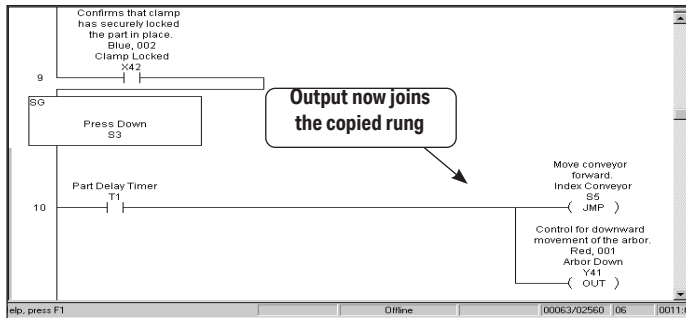 Confirms that clamp
has securely locked
the part in place.
Blue, 002
Clamp Locked
X42
9
SG
Press Down
S3
Output now joins
the copied rung
Part Delay Timer
T1
10
Move conveyor
forward.
Index Conveyor
S5
( JMP )
Control for downward
movement of the arbor.
Red, 001
Arbor Down
Y41
( OUT )
elp, press F1
Offline
00063/02560
06